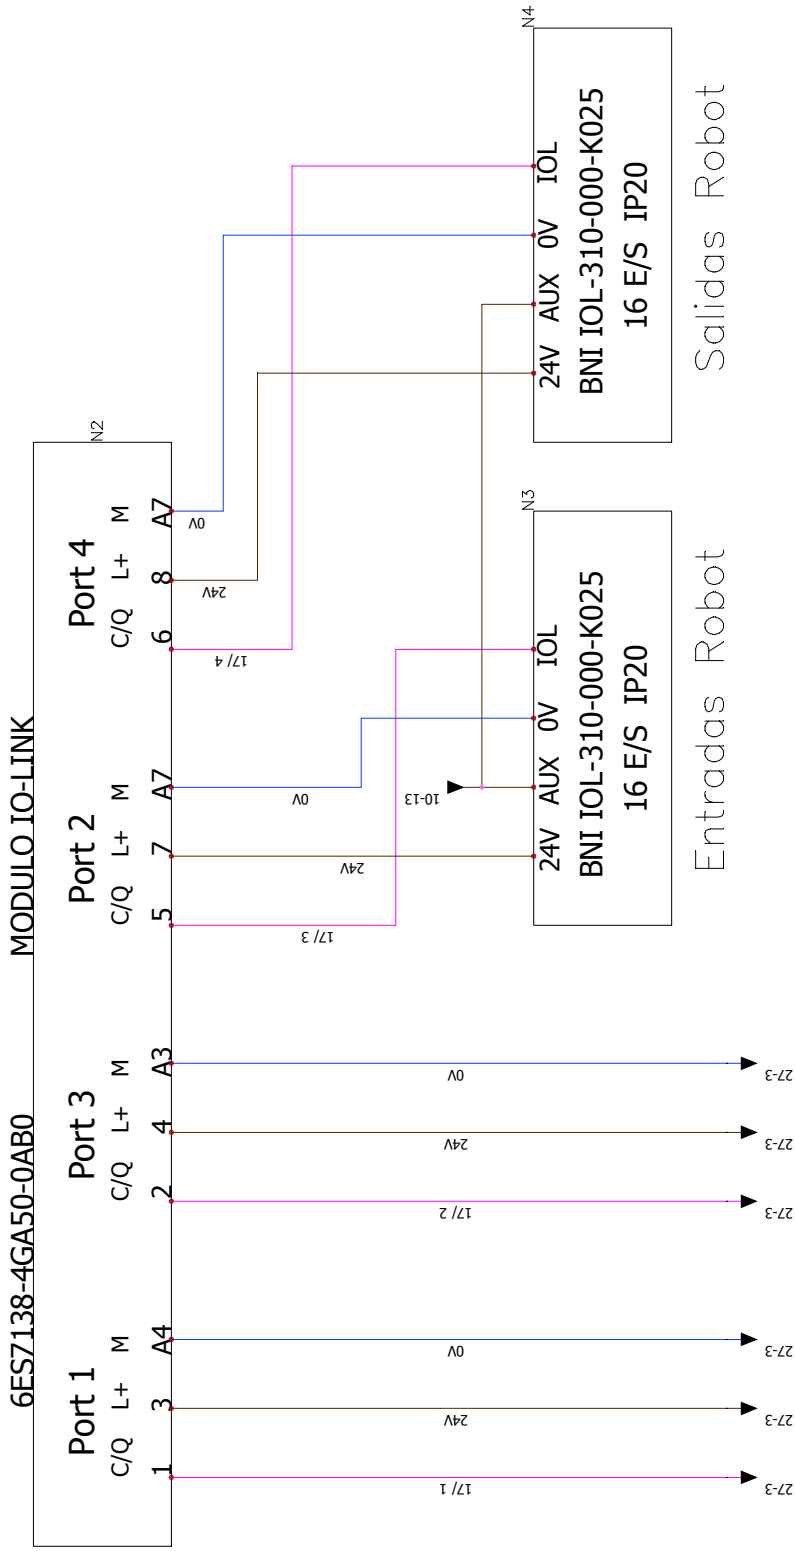 6ES7138-4GA50-0AB0 MODULO IO-LINK
N2
Port 1 Port 3 Port 2 Port 4
C/Q L+ M C/Q L+ M C/Q L+ M C/Q L+ M
1 3 A4 2 4 A3 5 7 A7 6 8 A7
17/ 1 24V 0V 17/ 2 24V 0V 17/ 3 24V 0V 17/ 4 24V 0V
10-13
27-3 27-3 27-3 27-3 27-3 27-3
N3
24V AUX 0V IOL
BNI IOL-310-000-K025
16 E/S IP20
Entradas Robot
N4
24V AUX 0V IOL
BNI IOL-310-000-K025
16 E/S IP20
Salidas Robot